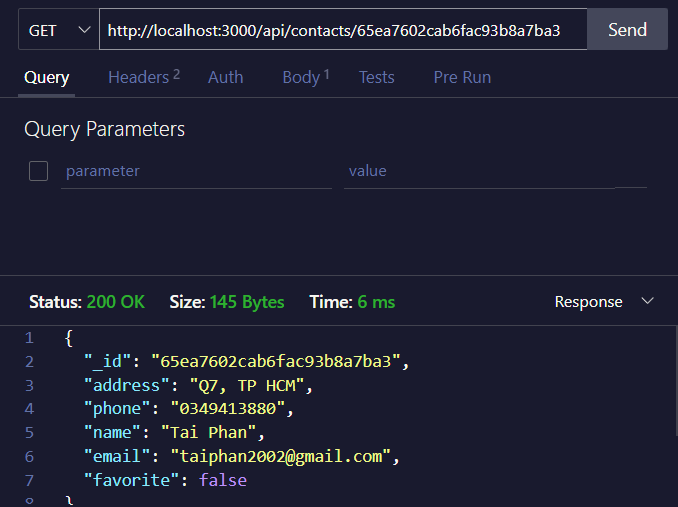 GET http://localhost:3000/api/contacts/65ea7602cab6fac93b8a7ba3 Send
Query Headers 2 Auth Body 1 Tests Pre Run
Query Parameters
parameter value
Status: 200 OK Size: 145 Bytes Time: 6 ms Response
1 {
2 "_id": "65ea7602cab6fac93b8a7ba3",
3 "address": "Q7, TP HCM",
4 "phone": "0349413880",
5 "name": "Tai Phan",
6 "email": "taiphan2002@gmail.com",
7 "favorite": false
8 }